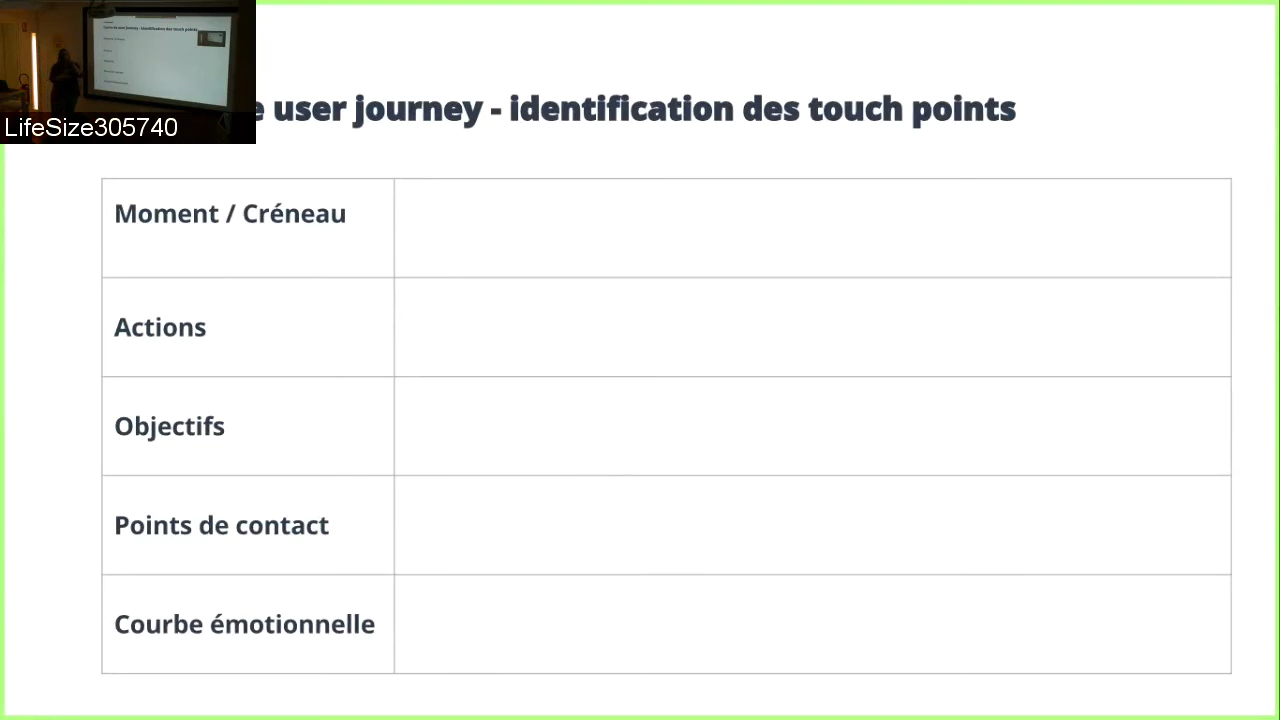 LifeSize305740
e user journey - identification des touch points
Moment / Créneau
Actions
Objectifs
Points de contact
Courbe émotionnelle